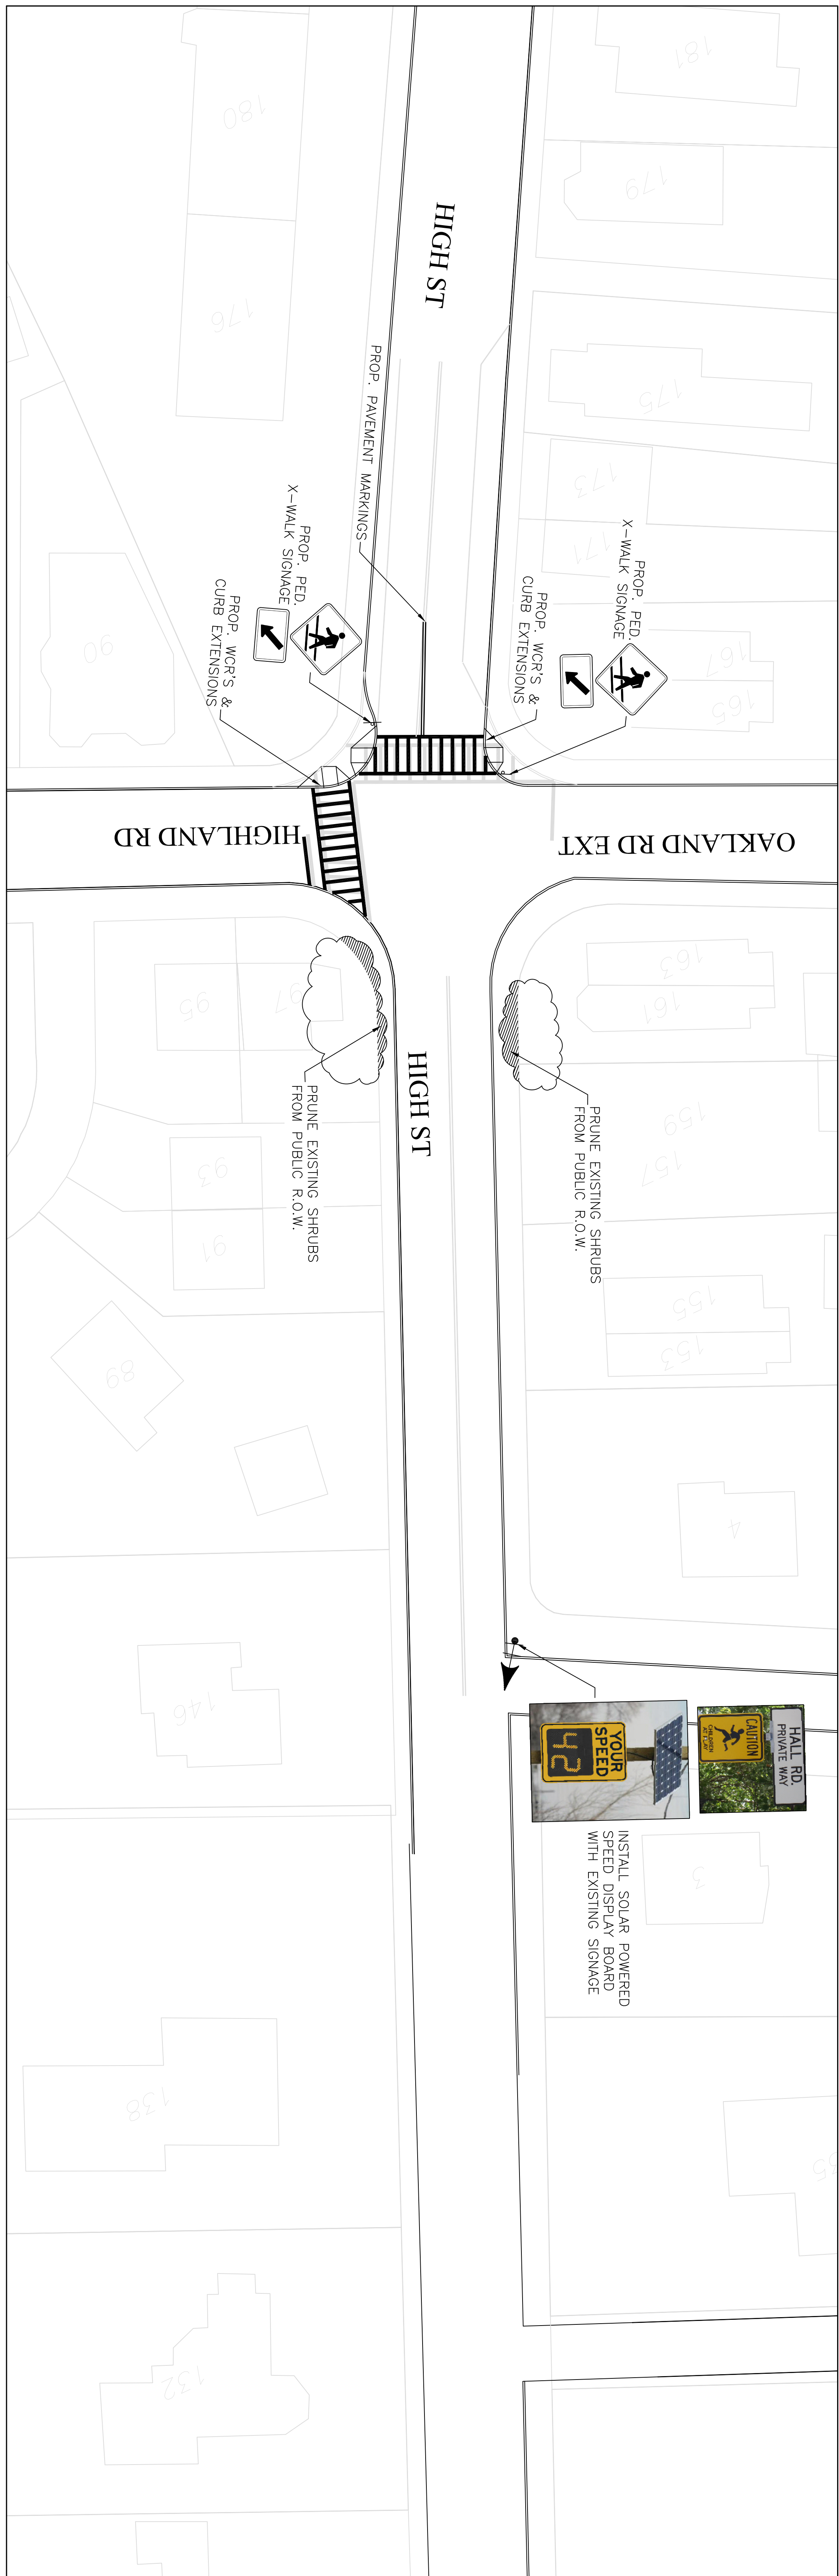 181
180
179
HIGH ST
176
175
PROP. PAVEMENT MARKINGS
173
171
PROP. PED.
X-WALK SIGNAGE
PROP. WCR'S &
CURB EXTENSIONS
PROP. PED.
X-WALK SIGNAGE
PROP. WCR'S &
CURB EXTENSIONS
167
165
90
HIGHLAND RD
OAKLAND RD EXT
163
161
97
95
HIGH ST
PRUNE EXISTING SHRUBS
FROM PUBLIC R.O.W.
PRUNE EXISTING SHRUBS
FROM PUBLIC R.O.W.
159
157
93
91
155
153
89
4
146
HALL RD.
PRIVATE WAY
CAUTION
CHILDREN
AT PLAY
YOUR
SPEED
42
INSTALL SOLAR POWERED
SPEED DISPLAY BOARD
WITH EXISTING SIGNAGE
3
138
132